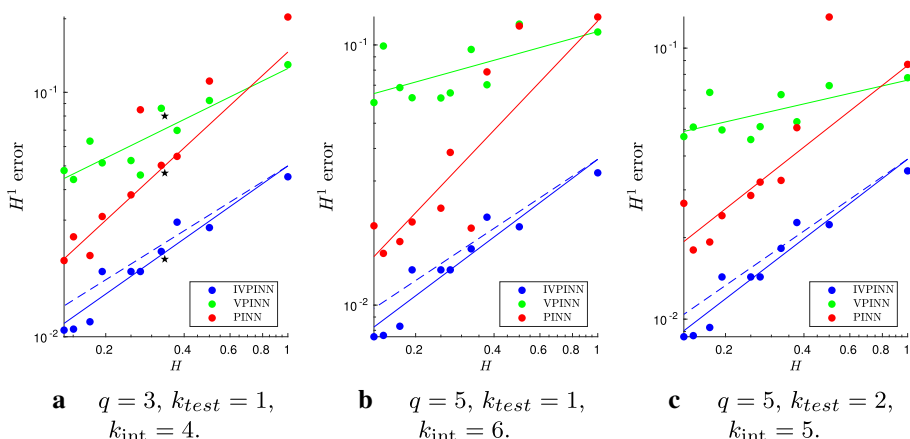 10^{-1}
10^{-2}
H^1 error
IVPINN
VPINN
PINN
0.2 0.4 0.6 0.8 1
H
a q = 3, k_{test} = 1,
k_{int} = 4.
10^{-1}
10^{-2}
H^1 error
IVPINN
VPINN
PINN
0.2 0.4 0.6 0.8 1
H
b q = 5, k_{test} = 1,
k_{int} = 6.
10^{-1}
10^{-2}
H^1 error
IVPINN
VPINN
PINN
0.2 0.4 0.6 0.8 1
H
c q = 5, k_{test} = 2,
k_{int} = 5.